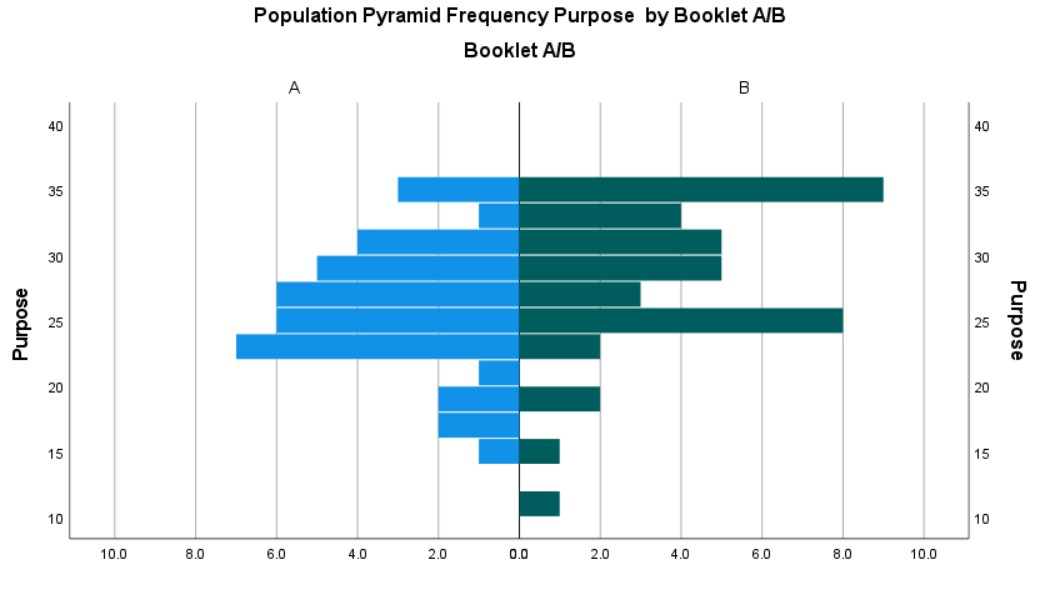 Population Pyramid Frequency Purpose by Booklet A/B
Booklet A/B
A B
40 40
35 35
30 30
25 25
20 20
15 15
10 10
Purpose
Purpose
10.0 8.0 6.0 4.0 2.0 0.0 2.0 4.0 6.0 8.0 10.0